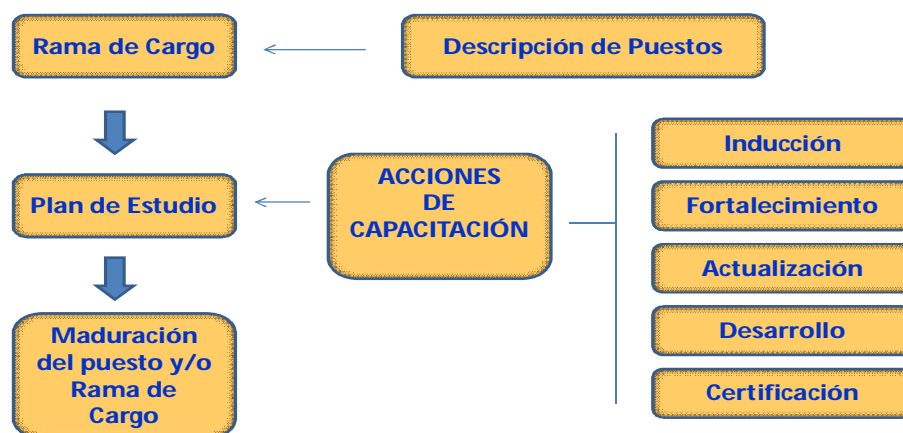 Rama de Cargo
Descripción de Puestos
Plan de Estudio
ACCIONES
DE
CAPACITACIÓN
Inducción
Fortalecimiento
Actualización
Desarrollo
Certificación
Maduración
del puesto y/o
Rama de
Cargo